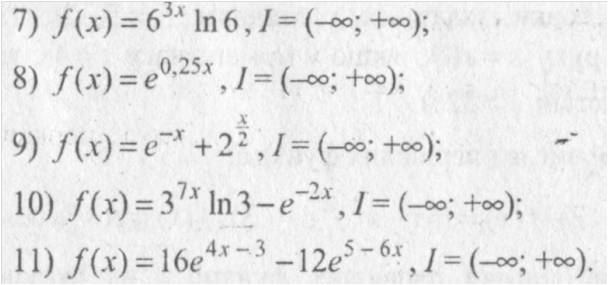 7) f(x) = 6^{3x} ln 6, I = (–∞; +∞);
8) f(x) = e^{0,25x}, I = (–∞; +∞);
9) f(x) = e^{–x} + 2^{\frac{x}{2}}, I = (–∞; +∞);
10) f(x) = 3^{7x} ln 3 – e^{–2x}, I = (–∞; +∞);
11) f(x) = 16e^{4x – 3} – 12e^{5 – 6x}, I = (–∞; +∞).